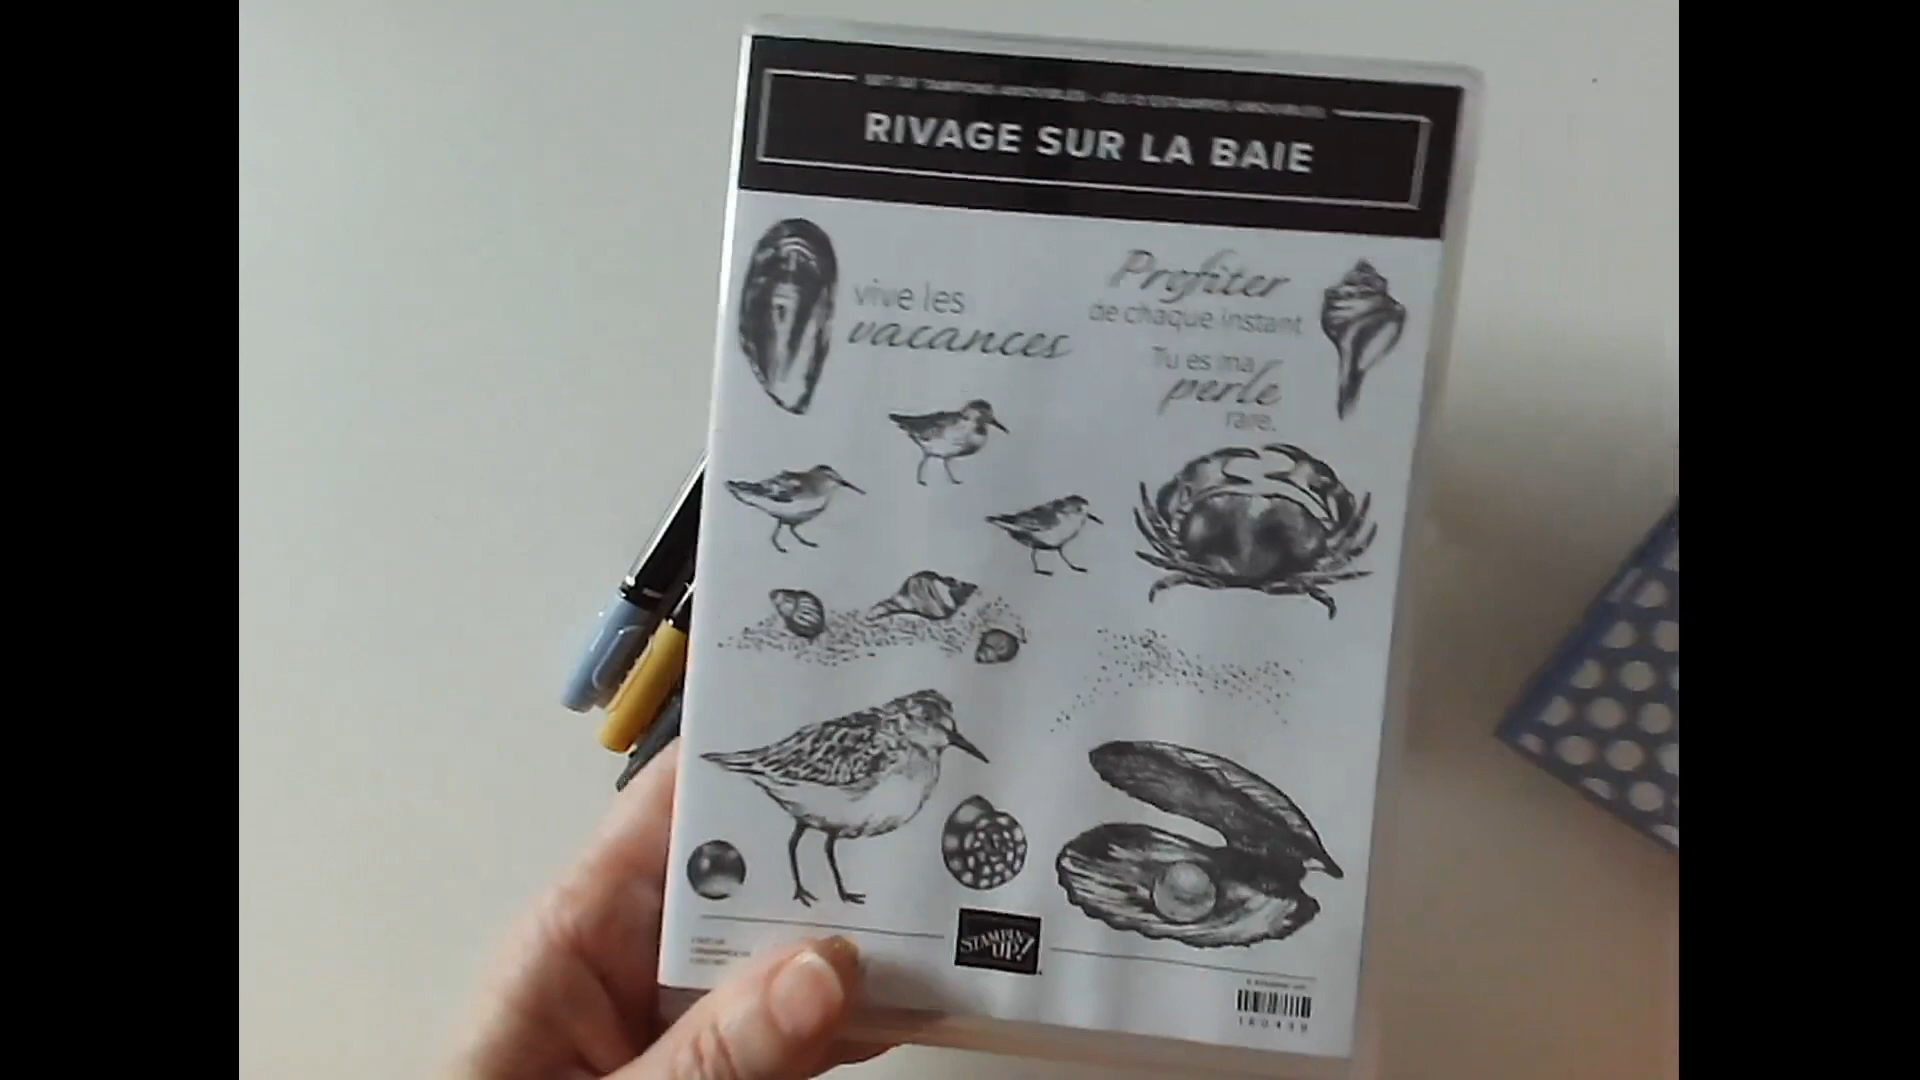 RIVAGE SUR LA BAIE
vive les
vacances
Profiter
de chaque instant
Tu es ma
perle
rare.
STAMPIN'
UP!